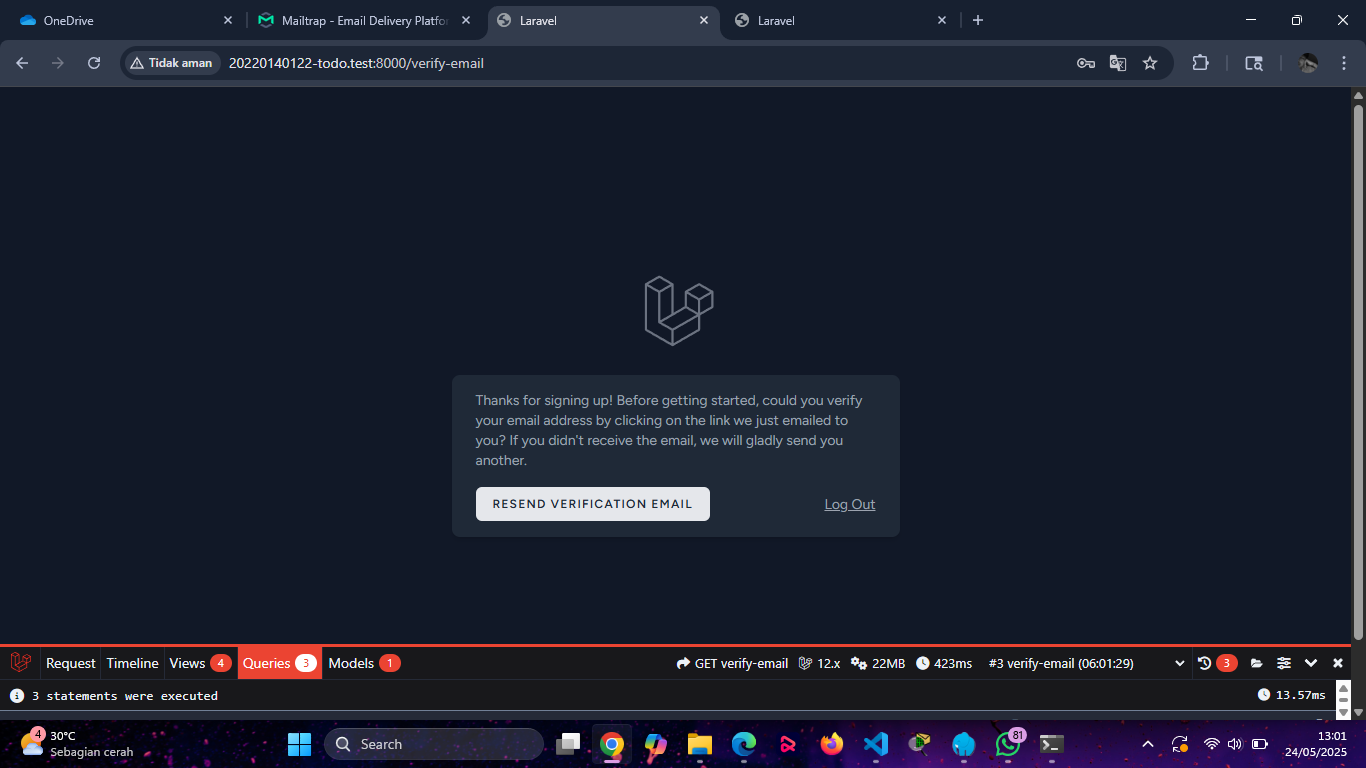 OneDrive
Mailtrap - Email Delivery Platfo
Laravel
Laravel
Tidak aman
20220140122-todo.test:8000/verify-email
Thanks for signing up! Before getting started, could you verify
your email address by clicking on the link we just emailed to
you? If you didn't receive the email, we will gladly send you
another.
RESEND VERIFICATION EMAIL
Log Out
Request Timeline Views 4 Queries 3 Models 1
GET verify-email 12.x 22MB 423ms #3 verify-email (06:01:29) 3
3 statements were executed
13.57ms
4
30°C
Sebagian cerah
Search
81
13:01
24/05/2025